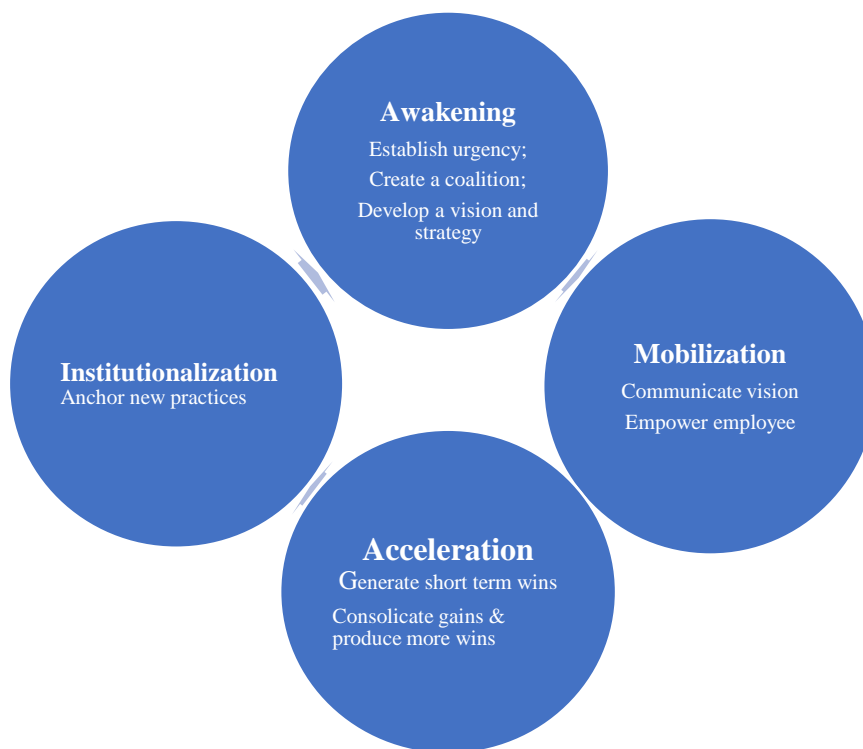 Awakening
Establish urgency;
Create a coalition;
Develop a vision and
strategy
Mobilization
Communicate vision
Empower employee
Acceleration
Generate short term wins
Consolicate gains &
produce more wins
Institutionalization
Anchor new practices